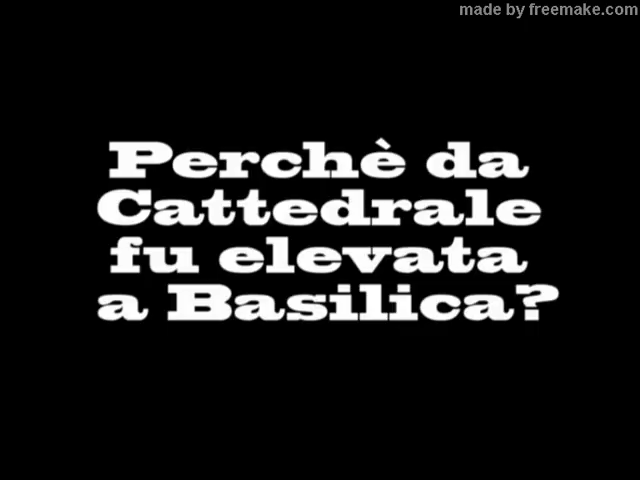 made by freemake.com
Perchè da
Cattedrale
fu elevata
a Basilica?